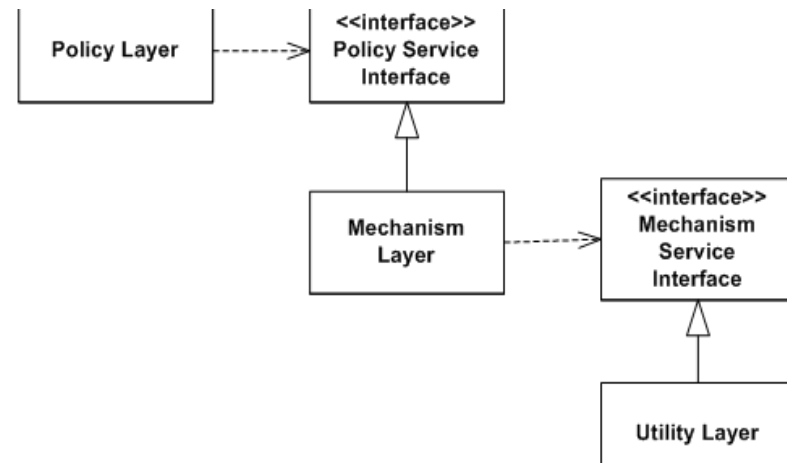 Policy Layer
<<interface>>
Policy Service
Interface
Mechanism
Layer
<<interface>>
Mechanism
Service
Interface
Utility Layer